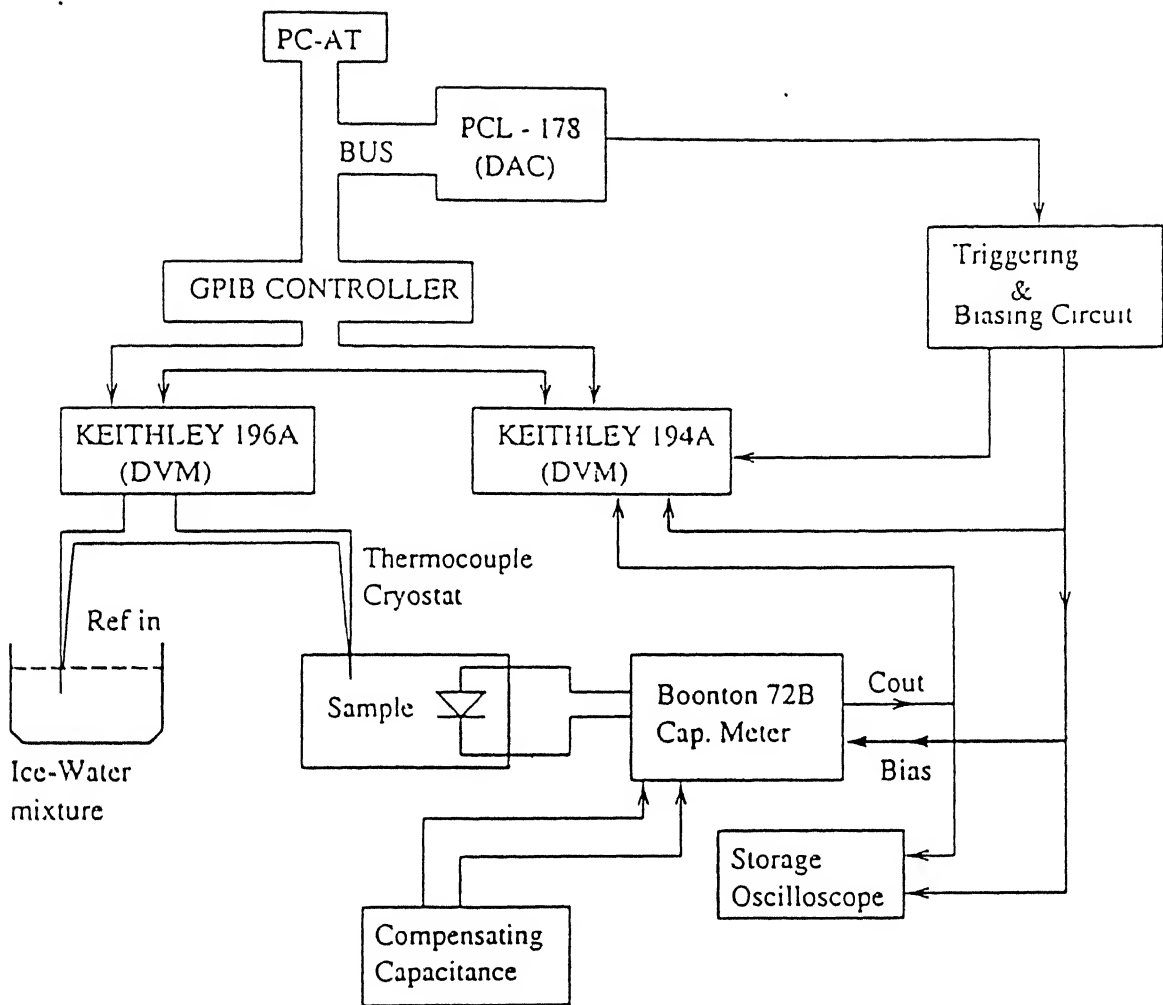 PC-AT
BUS
PCL - 178
(DAC)
GPIB CONTROLLER
Triggering
&
Biasing Circuit
KEITHLEY 196A
(DVM)
KEITHLEY 194A
(DVM)
Thermocouple
Cryostat
Ref in
Sample
Boonton 72B
Cap. Meter
Cout
Bias
Ice-Water
mixture
Storage
Oscilloscope
Compensating
Capacitance